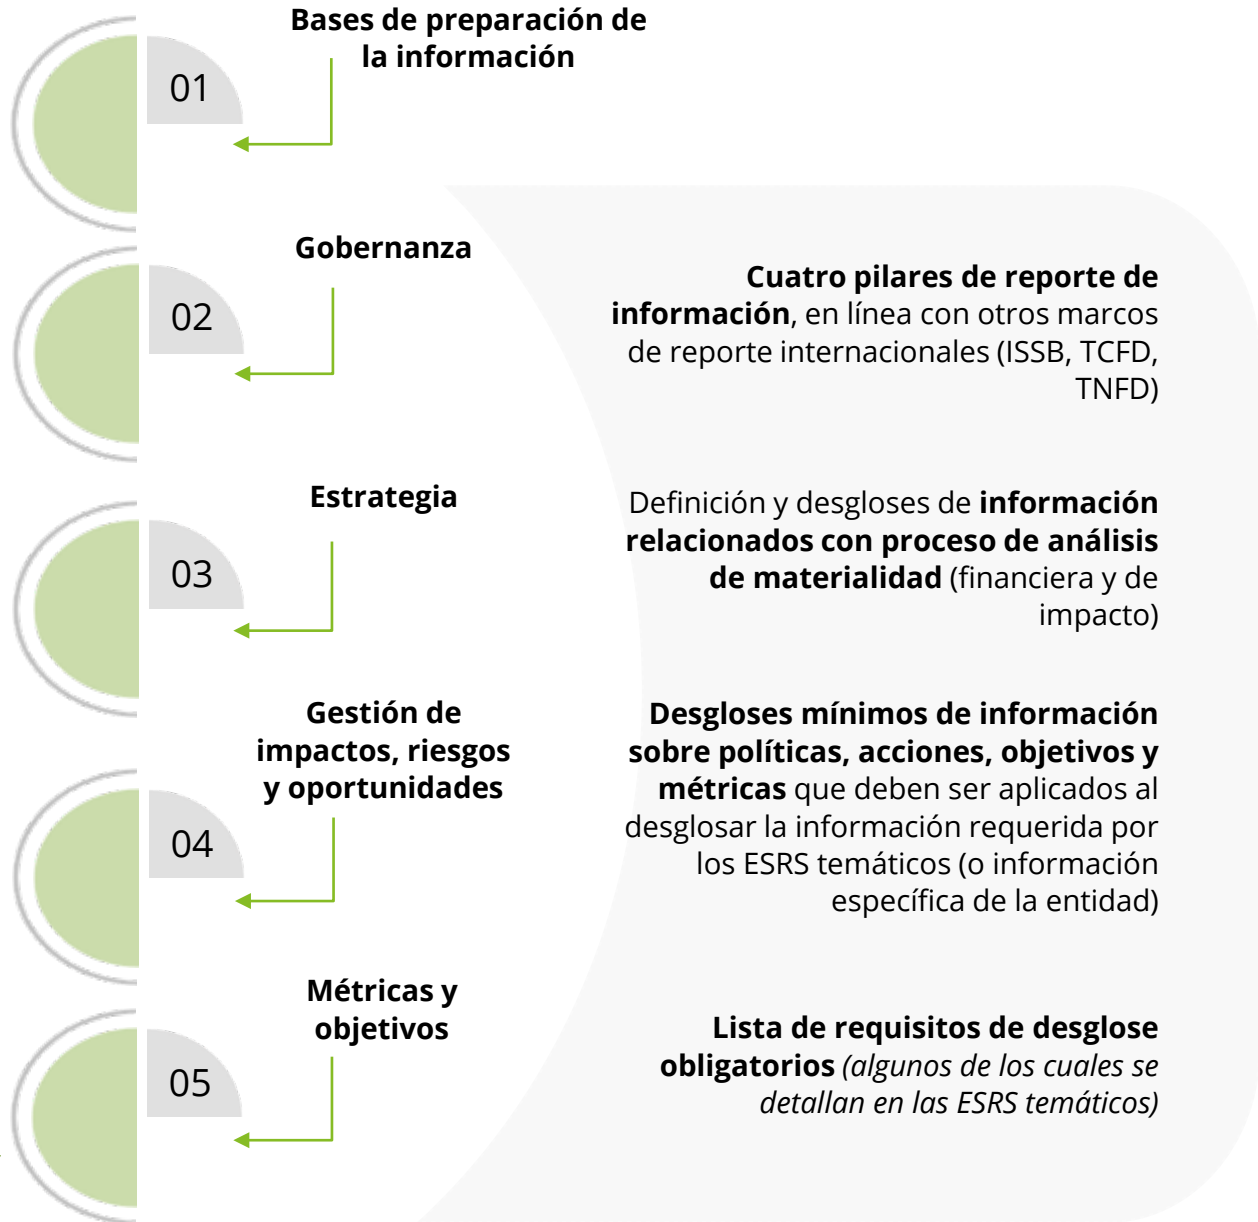 Bases de preparación de
la información
01
Gobernanza
02
Estrategia
03
Gestión de
impactos, riesgos
y oportunidades
04
Métricas y
objetivos
05
Cuatro pilares de reporte de
información, en línea con otros marcos
de reporte internacionales (ISSB, TCFD,
TNFD)
Definición y desgloses de información
relacionados con proceso de análisis
de materialidad (financiera y de
impacto)
Desgloses mínimos de información
sobre políticas, acciones, objetivos y
métricas que deben ser aplicados al
desglosar la información requerida por
los ESRS temáticos (o información
específica de la entidad)
Lista de requisitos de desglose
obligatorios (algunos de los cuales se
detallan en las ESRS temáticos)